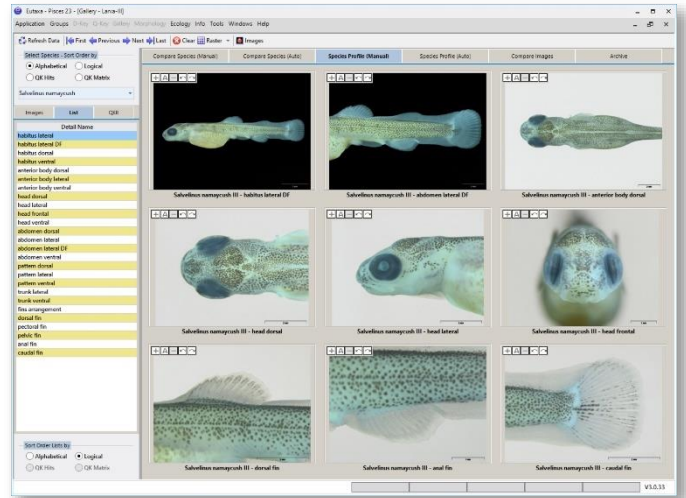 Eutaxa - Pisces 23 - [Gallery - Larva-III]
Application Groups D-Key Q-Key Gallery Morphology Ecology Info Tools Windows Help
Refresh Data First Previous Next Last Clear Raster Images
Select Species - Sort Order by
Alphabetical Logical
QK Hits QK Matrix
Salvelinus namaycush
Images List QSR
Detail Name
habitus lateral
habitus lateral DF
habitus dorsal
habitus ventral
anterior body dorsal
anterior body lateral
anterior body ventral
head dorsal
head lateral
head frontal
head ventral
abdomen dorsal
abdomen lateral
abdomen lateral DF
abdomen ventral
pattern dorsal
pattern lateral
pattern ventral
trunk lateral
trunk ventral
fins arrangement
dorsal fin
pectoral fin
pelvic fin
anal fin
caudal fin
Sort Order Lists by
Alphabetical Logical
QK Hits QK Matrix
Compare Species (Manual) Compare Species (Auto) Species Profile (Manual) Species Profile (Auto) Compare Images Archive
Salvelinus namaycush III - habitus lateral DF
Salvelinus namaycush III - abdomen lateral DF
Salvelinus namaycush III - anterior body dorsal
Salvelinus namaycush III - head dorsal
Salvelinus namaycush III - head lateral
Salvelinus namaycush III - head frontal
Salvelinus namaycush III - dorsal fin
Salvelinus namaycush III - anal fin
Salvelinus namaycush III - caudal fin
V3.0.33